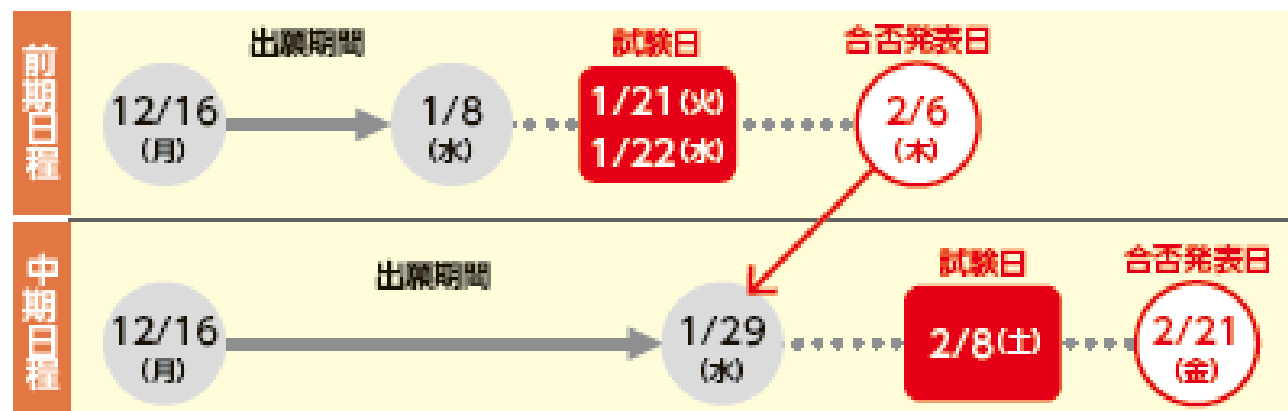 前期日程
出願期間
12/16
(月)
1/8
(水)
試験日
1/21(火)
1/22(水)
合否発表日
2/6
(木)
中期日程
出願期間
12/16
(月)
1/29
(水)
試験日
2/8(土)
合否発表日
2/21
(金)